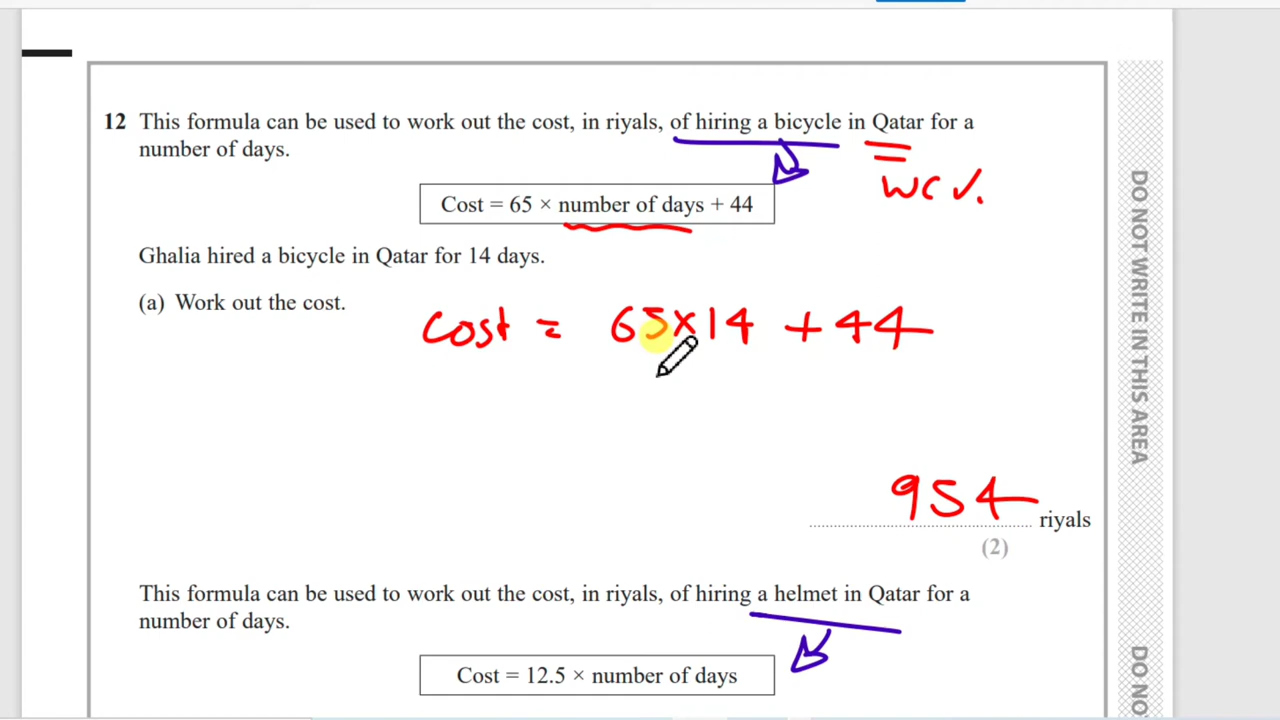 12 This formula can be used to work out the cost, in riyals, of hiring a bicycle in Qatar for a
number of days.
WC ✓.
Cost = 65 × number of days + 44
Ghalia hired a bicycle in Qatar for 14 days.
(a) Work out the cost.
Cost = 65×14 + 44
954
riyals
(2)
This formula can be used to work out the cost, in riyals, of hiring a helmet in Qatar for a
number of days.
Cost = 12.5 × number of days
DO NOT WRITE IN THIS AREA
DO NO